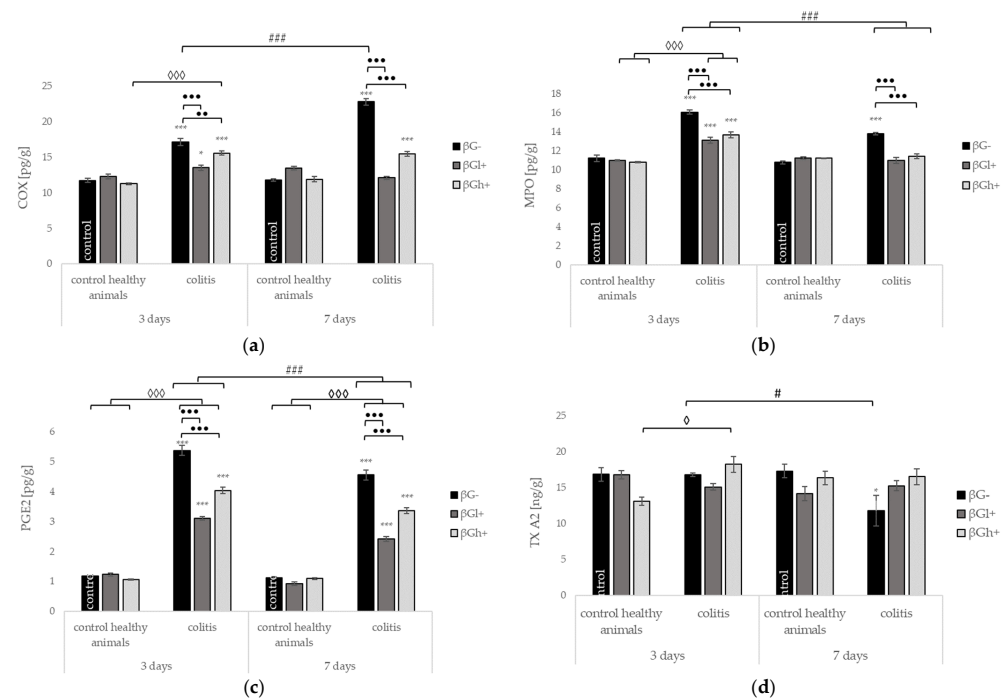 ###
◊◊◊
•••
•••
25
•••
***
••
***
20
***
***
*
15
COX [pg/g]
10
5
control
control
0
control healthy animals
colitis
control healthy animals
colitis
3 days
7 days
βG-
βGl+
βGh+
(a)
###
◊◊◊
•••
•••
•••
•••
18
***
16
***
***
***
14
12
10
MPO [pg/g]
8
6
4
control
control
2
0
control healthy animals
colitis
control healthy animals
colitis
3 days
7 days
βG-
βGl+
βGh+
(b)
###
◊◊◊
◊◊◊
•••
•••
•••
•••
6
***
***
5
***
***
4
***
***
3
PGE2 [pg/g]
2
1
0
control
control
control healthy animals
colitis
control healthy animals
colitis
3 days
7 days
βG-
βGl+
βGh+
(c)
#
◊
25
20
15
*
TX A2 [ng/g]
10
5
0
control healthy animals
colitis
control healthy animals
colitis
3 days
7 days
βG-
βGl+
βGh+
(d)